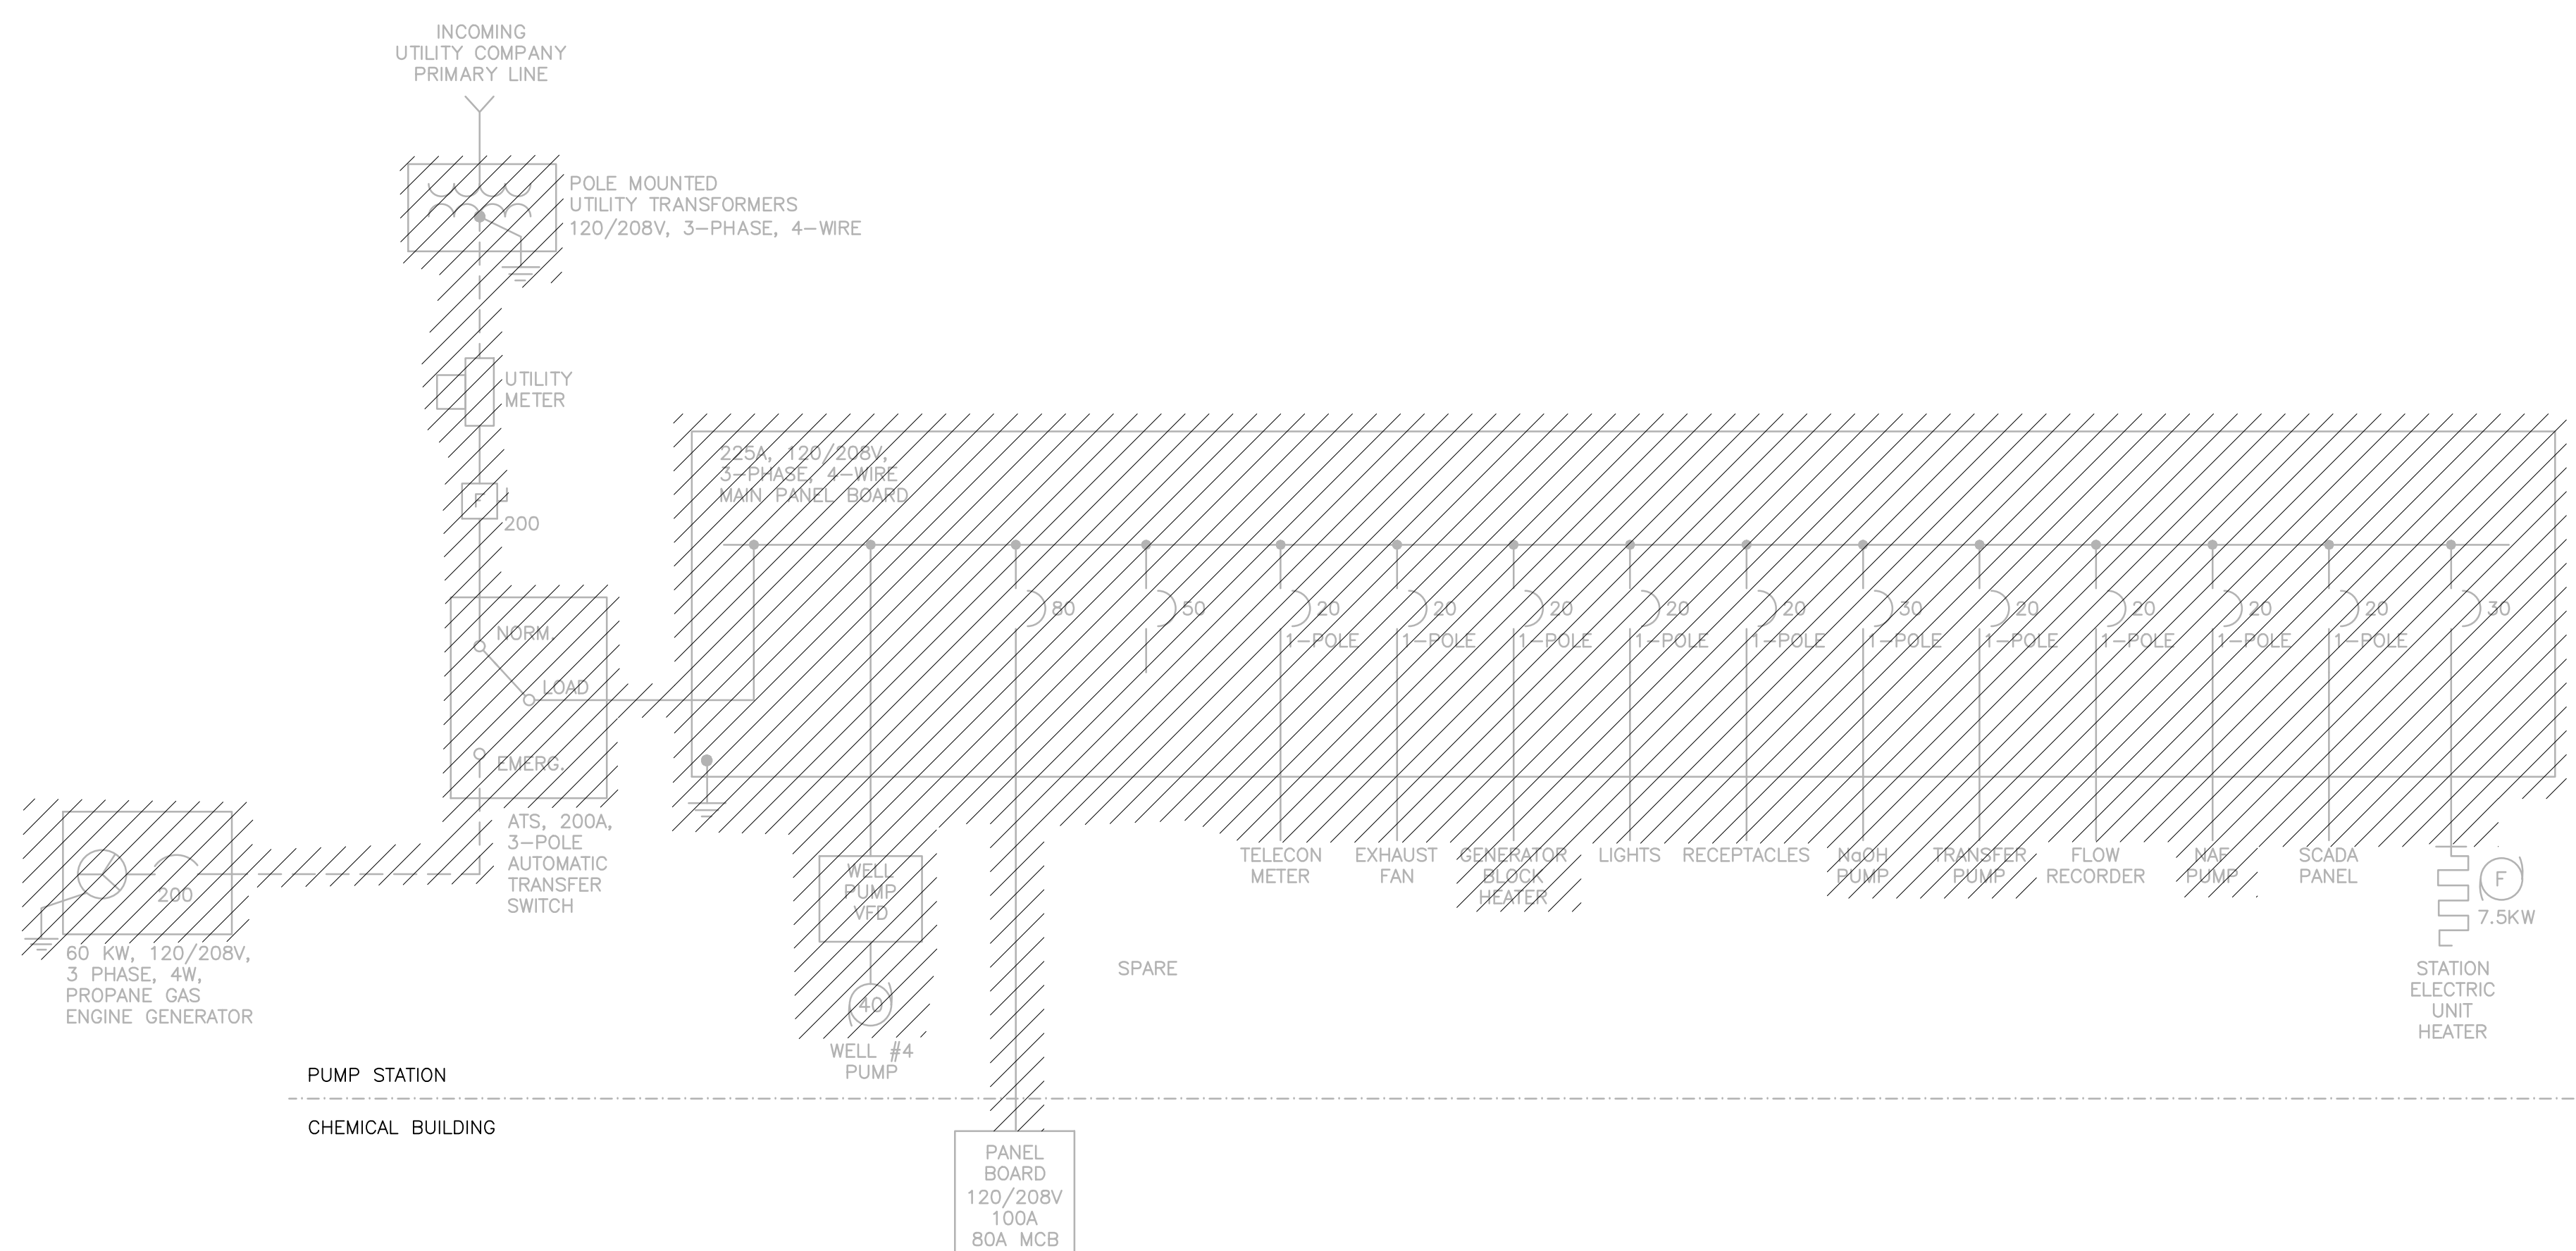 INCOMING
UTILITY COMPANY
PRIMARY LINE
POLE MOUNTED
UTILITY TRANSFORMERS
120/208V, 3-PHASE, 4-WIRE
UTILITY
METER
F
J
200
225A, 120/208V,
3-PHASE, 4-WIRE
MAIN PANEL BOARD
80
50
20
20
20
20
20
30
20
20
20
20
30
1-POLE
1-POLE
1-POLE
1-POLE
1-POLE
1-POLE
1-POLE
1-POLE
1-POLE
1-POLE
NORM.
LOAD
EMERG.
ATS, 200A,
3-POLE
AUTOMATIC
TRANSFER
SWITCH
200
60 KW, 120/208V,
3 PHASE, 4W,
PROPANE GAS
ENGINE GENERATOR
WELL
PUMP
VFD
40
WELL #4
PUMP
SPARE
TELECON
METER
EXHAUST
FAN
GENERATOR
BLOCK
HEATER
LIGHTS
RECEPTACLES
NaOH
PUMP
TRANSFER
PUMP
FLOW
RECORDER
NAF
PUMP
SCADA
PANEL
F
7.5KW
STATION
ELECTRIC
UNIT
HEATER
PUMP STATION
CHEMICAL BUILDING
PANEL
BOARD
120/208V
100A
80A MCB